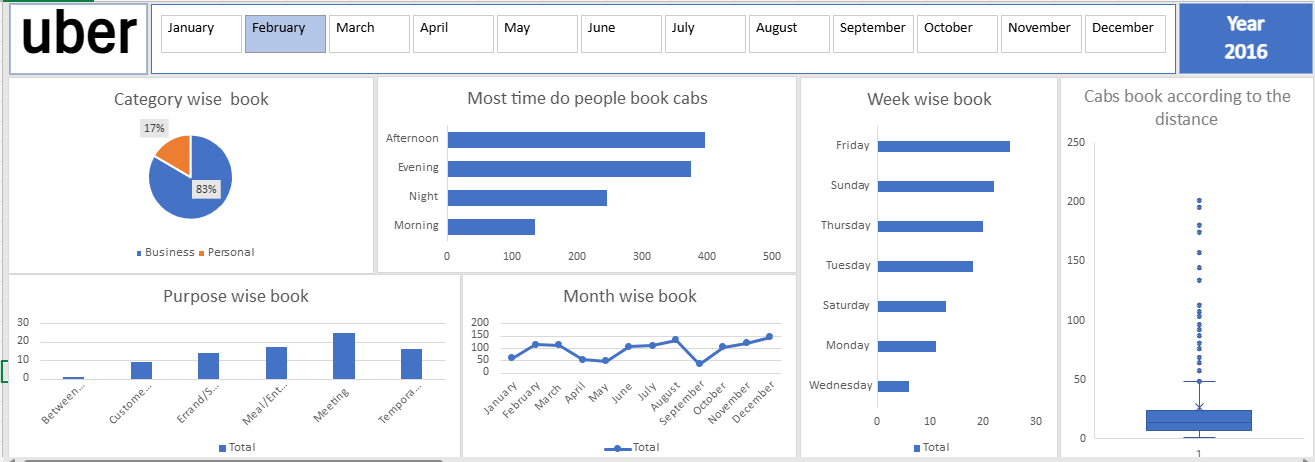 uber
January
February
March
April
May
June
July
August
September
October
November
December
Year
2016
Category wise book
17%
83%
Business
Personal
Most time do people book cabs
Afternoon
Evening
Night
Morning
0 100 200 300 400 500
Week wise book
Friday
Sunday
Thursday
Tuesday
Saturday
Monday
Wednesday
0 10 20 30
Total
Cabs book according to the
distance
250
200
150
100
50
0
1
Purpose wise book
30
20
10
0
Between...
Custome...
Errand/S...
Meal/Ent...
Meeting
Tempora...
Total
Month wise book
200
150
100
50
0
January
February
March
April
May
June
July
August
September
October
November
December
Total